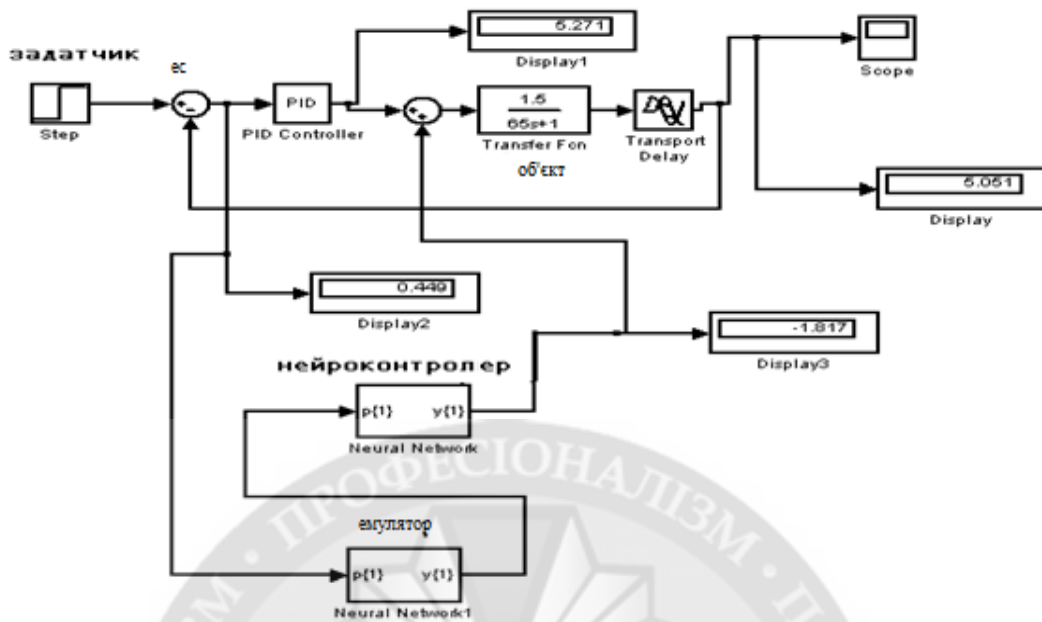 5.271
Display1
задатчик
ес
Step
PID
PID Controller
1.5
65s+1
Transfer Fcn
об'єкт
Transport
Delay
Scope
5.051
Display
0.449
Display2
-1.817
Display3
нейроконтролер
p{1} y{1}
Neural Network
емулятор
p{1} y{1}
Neural Network1
ПРОФЕСІОНАЛІЗМ